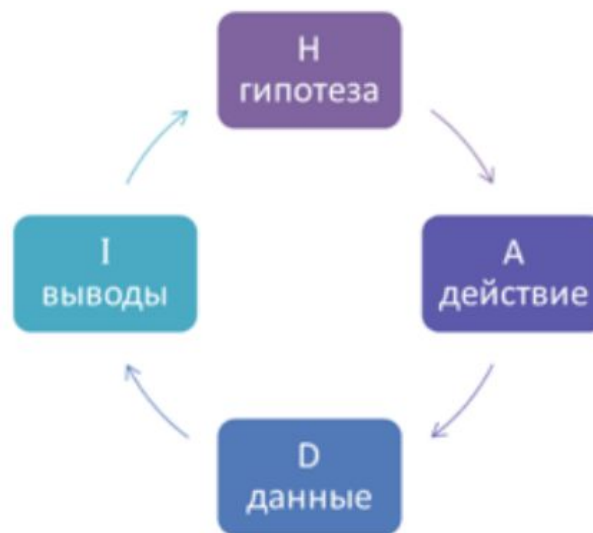 H
гипотеза
A
действие
D
данные
I
выводы